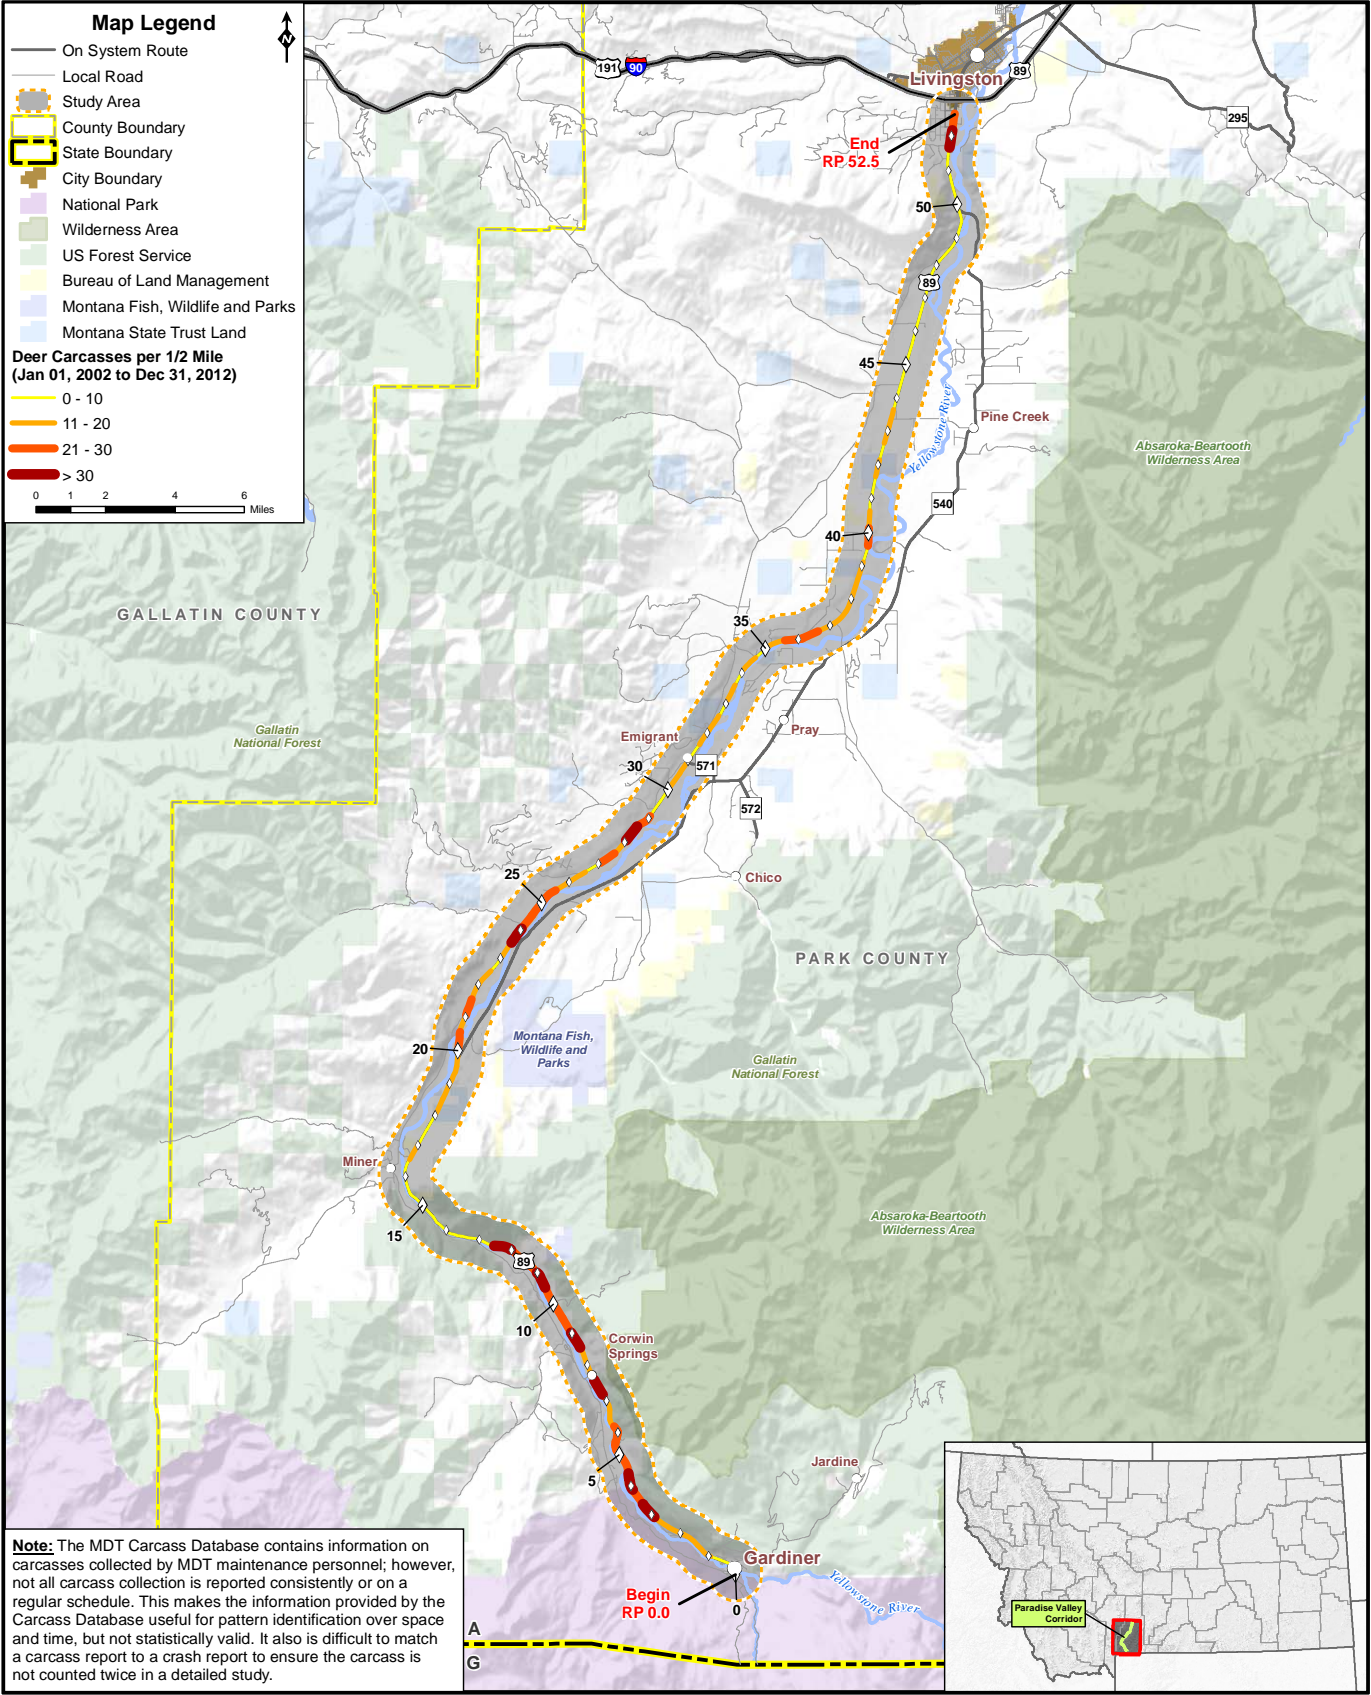 Map Legend
N
On System Route
Local Road
Study Area
County Boundary
State Boundary
City Boundary
National Park
Wilderness Area
US Forest Service
Bureau of Land Management
Montana Fish, Wildlife and Parks
Montana State Trust Land
Deer Carcasses per 1/2 Mile
(Jan 01, 2002 to Dec 31, 2012)
0 - 10
11 - 20
21 - 30
> 30
0 1 2 4 6
Miles
191
90
89
Livingston
295
End
RP 52.5
50
89
45
Yellowstone River
Pine Creek
Absaroka-Beartooth
Wilderness Area
540
40
GALLATIN COUNTY
35
Gallatin
National Forest
Emigrant
Pray
30
571
572
25
Chico
PARK COUNTY
20
Montana Fish,
Wildlife and
Parks
Gallatin
National Forest
Miner
15
Absaroka-Beartooth
Wilderness Area
89
10
Corwin
Springs
5
Jardine
Gardiner
Begin
RP 0.0
0
Yellowstone River
A
G
Note: The MDT Carcass Database contains information on
carcasses collected by MDT maintenance personnel; however,
not all carcass collection is reported consistently or on a
regular schedule. This makes the information provided by the
Carcass Database useful for pattern identification over space
and time, but not statistically valid. It also is difficult to match
a carcass report to a crash report to ensure the carcass is
not counted twice in a detailed study.
Paradise Valley
Corridor